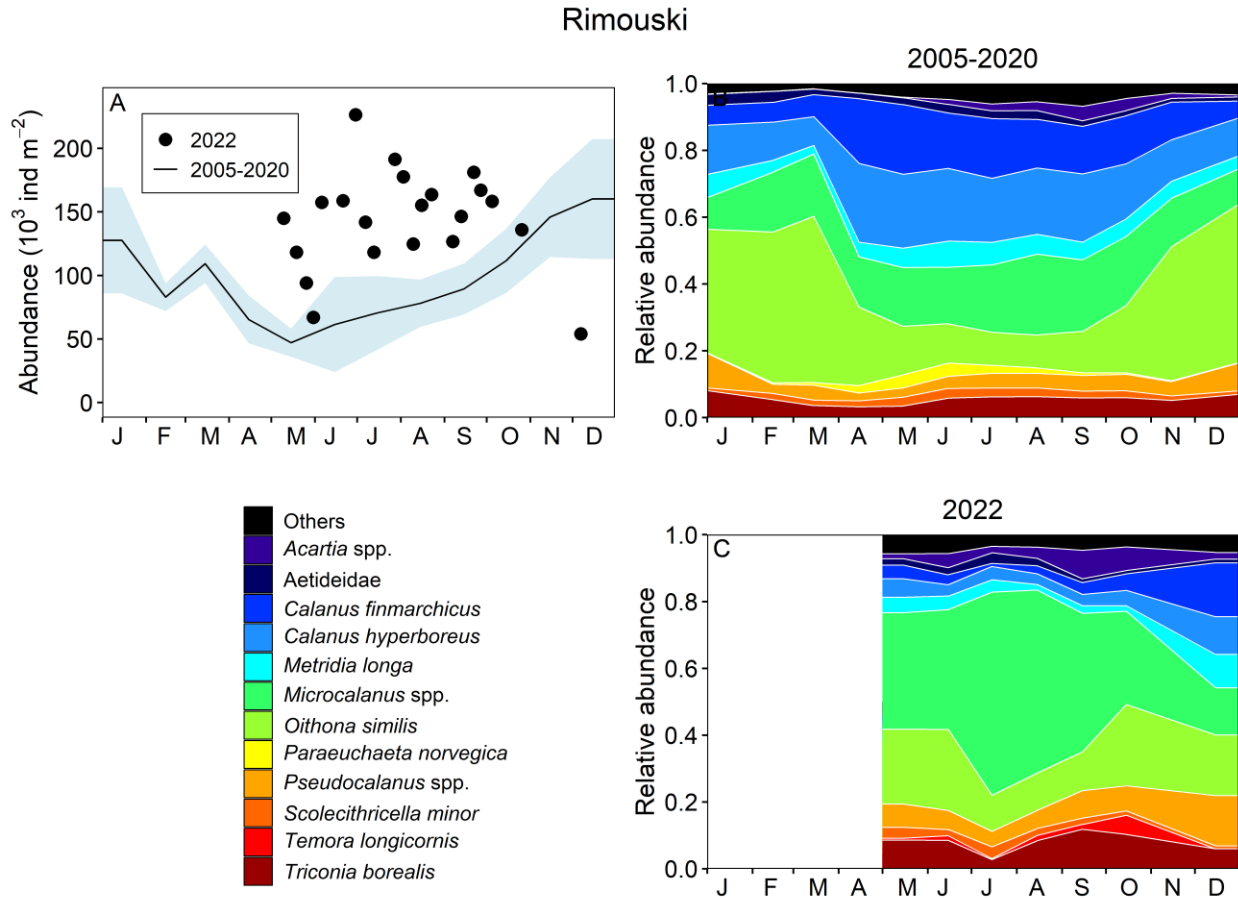 Rimouski
A
2022
2005-2020
Abundance (10³ ind m⁻²)
200
150
100
50
0
J F M A M J J A S O N D
2005-2020
B
Relative abundance
1.0
0.8
0.6
0.4
0.2
0.0
J F M A M J J A S O N D
Others
Acartia spp.
Aetideidae
Calanus finmarchicus
Calanus hyperboreus
Metridia longa
Microcalanus spp.
Oithona similis
Paraeuchaeta norvegica
Pseudocalanus spp.
Scolecithricella minor
Temora longicornis
Triconia borealis
2022
C
Relative abundance
1.0
0.8
0.6
0.4
0.2
0.0
J F M A M J J A S O N D